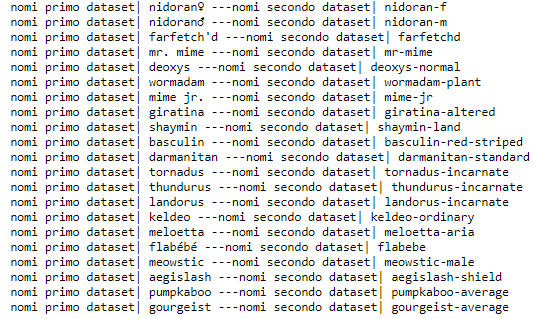 nomi primo dataset| nidoran♀ ---nomi secondo dataset| nidoran-f
nomi primo dataset| nidoran♂ ---nomi secondo dataset| nidoran-m
nomi primo dataset| farfetch'd ---nomi secondo dataset| farfetchd
nomi primo dataset| mr. mime ---nomi secondo dataset| mr-mime
nomi primo dataset| deoxys ---nomi secondo dataset| deoxys-normal
nomi primo dataset| wormadam ---nomi secondo dataset| wormadam-plant
nomi primo dataset| mime jr. ---nomi secondo dataset| mime-jr
nomi primo dataset| giratina ---nomi secondo dataset| giratina-altered
nomi primo dataset| shaymin ---nomi secondo dataset| shaymin-land
nomi primo dataset| basculin ---nomi secondo dataset| basculin-red-striped
nomi primo dataset| darmanitan ---nomi secondo dataset| darmanitan-standard
nomi primo dataset| tornadus ---nomi secondo dataset| tornadus-incarnate
nomi primo dataset| thundurus ---nomi secondo dataset| thundurus-incarnate
nomi primo dataset| landorus ---nomi secondo dataset| landorus-incarnate
nomi primo dataset| keldeo ---nomi secondo dataset| keldeo-ordinary
nomi primo dataset| meloetta ---nomi secondo dataset| meloetta-aria
nomi primo dataset| flabébé ---nomi secondo dataset| flabebe
nomi primo dataset| meowstic ---nomi secondo dataset| meowstic-male
nomi primo dataset| aegislash ---nomi secondo dataset| aegislash-shield
nomi primo dataset| pumpkaboo ---nomi secondo dataset| pumpkaboo-average
nomi primo dataset| gourgeist ---nomi secondo dataset| gourgeist-average